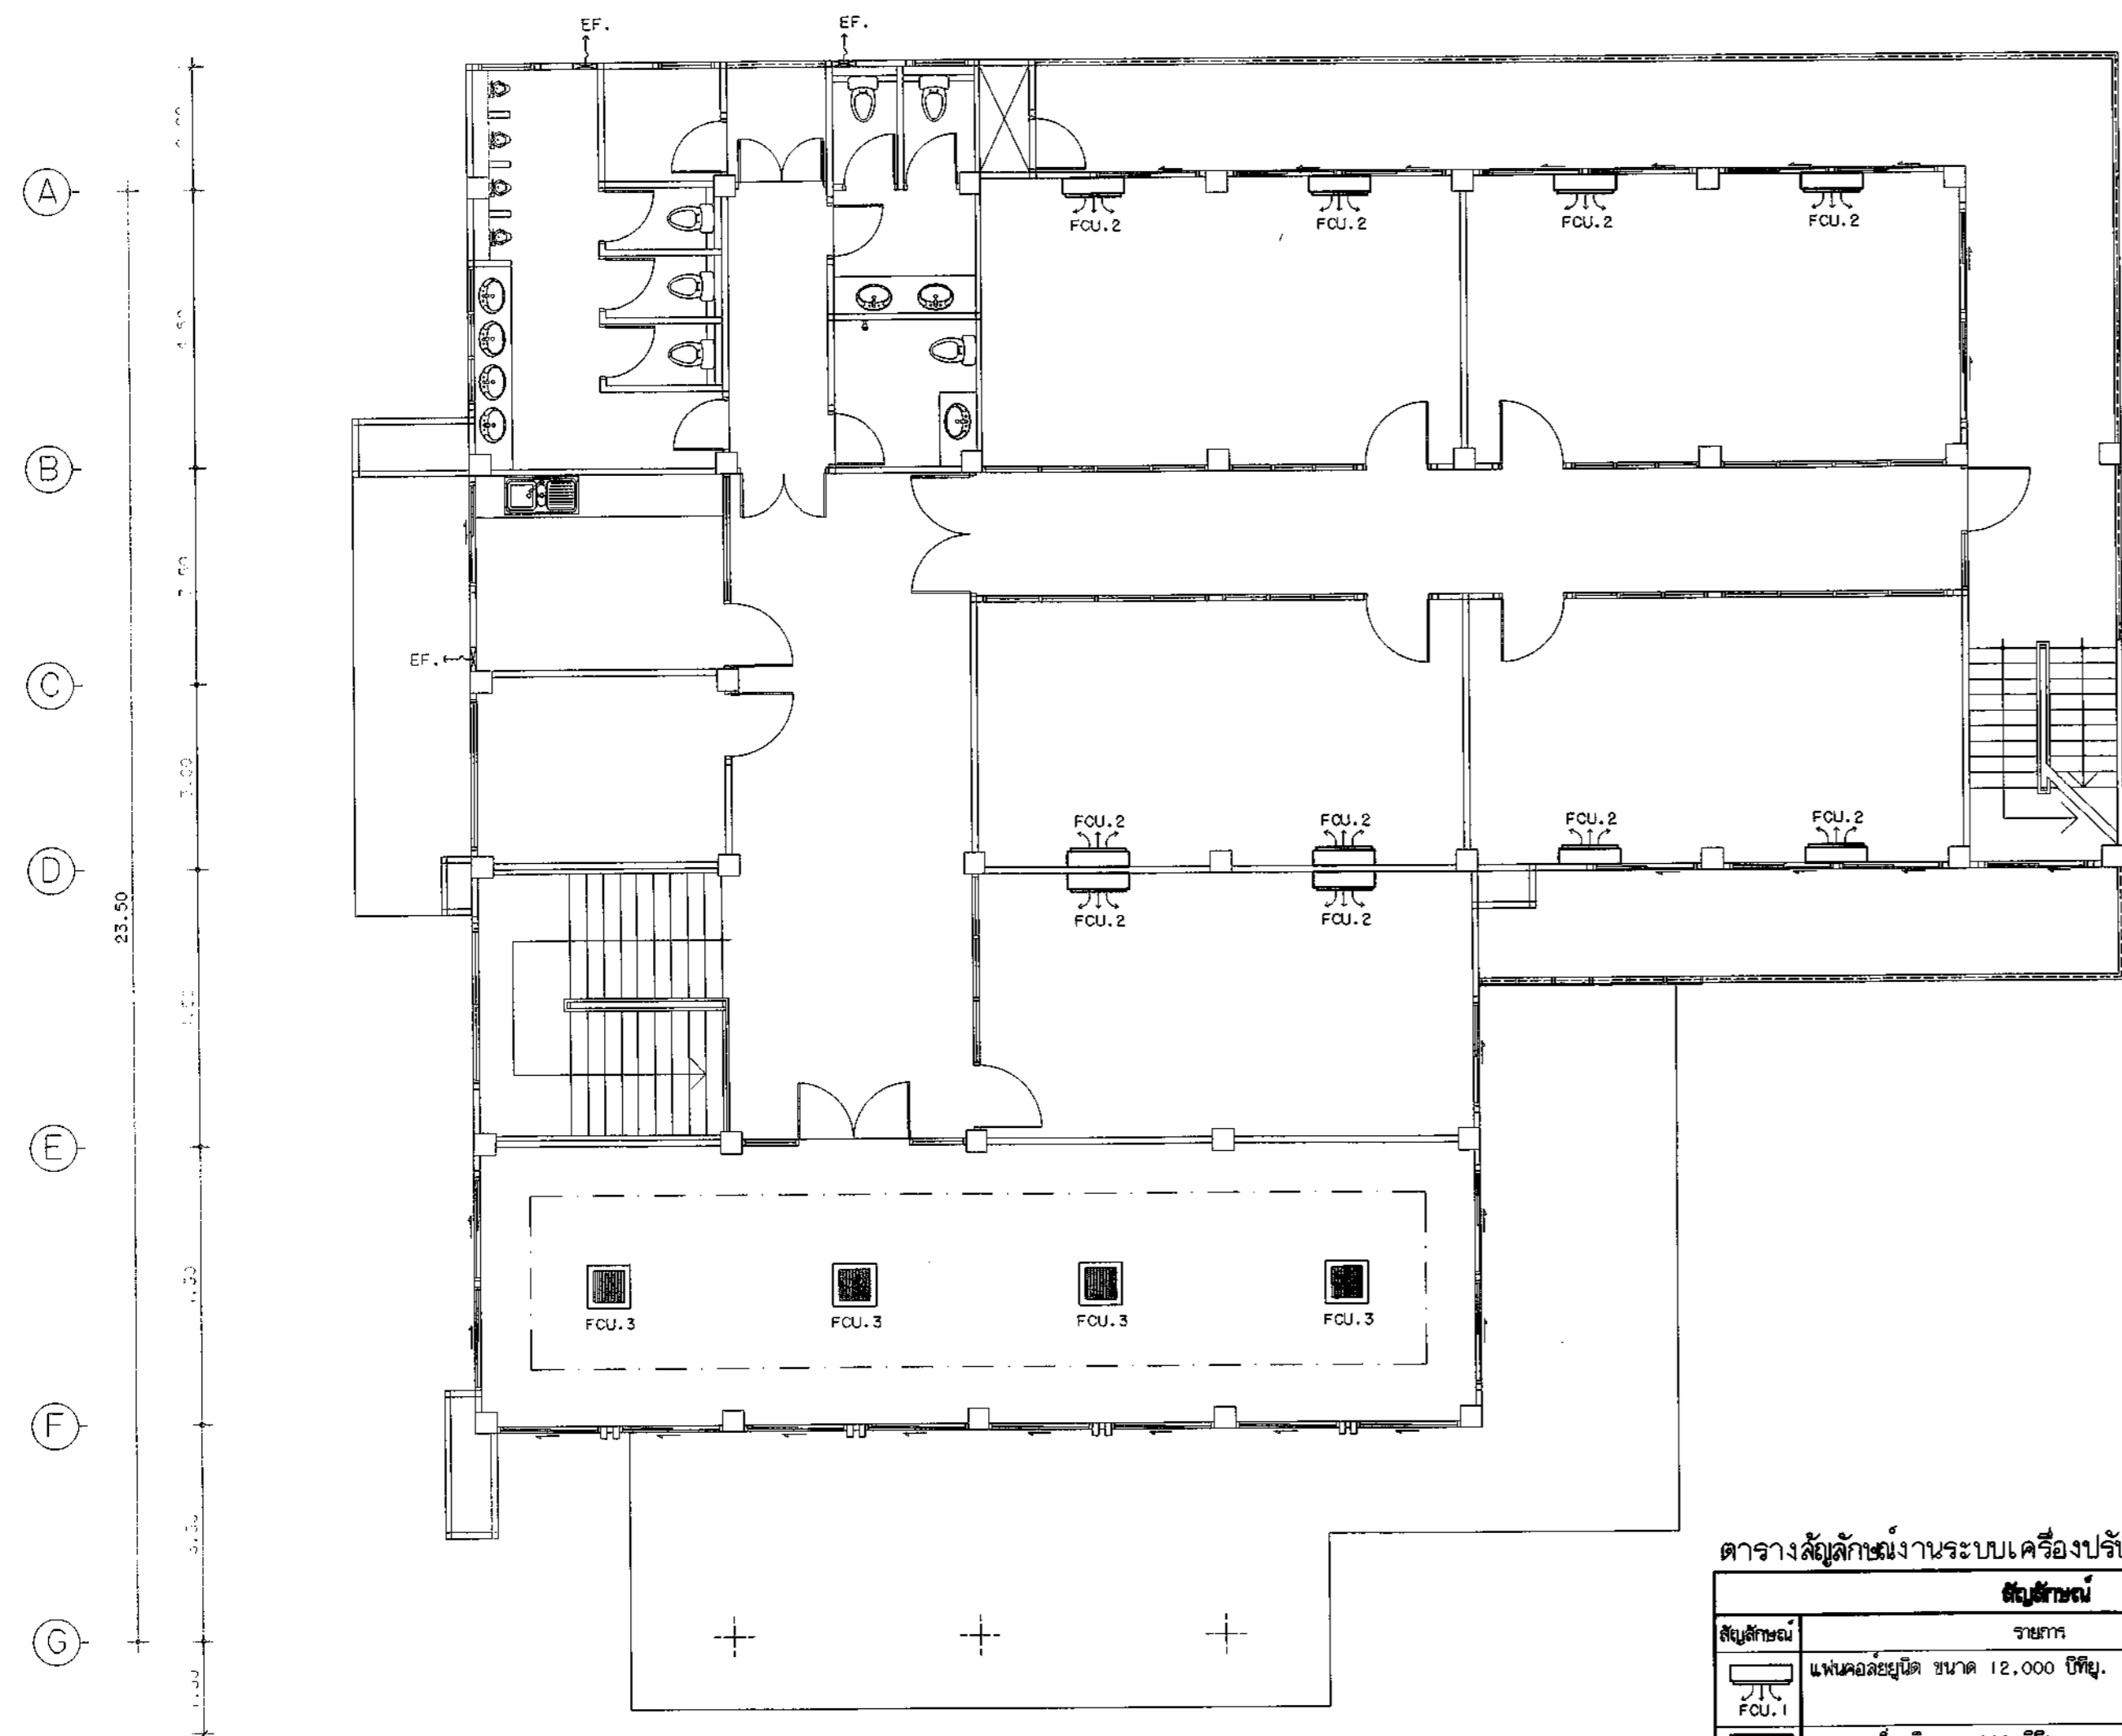 EF.
EF.
A
FCU.2
FCU.2
FCU.2
FCU.2
B
EF.
C
FCU.2
FCU.2
FCU.2
FCU.2
D
FCU.2
FCU.2
23.50
3.00
E
FCU.3
FCU.3
FCU.3
FCU.3
F
G
ตารางสัญลักษณ์งานระบบเครื่องปรับ
สัญลักษณ์
สัญลักษณ์
รายการ
แฟนคอล์ยยูนิต ขนาด 12,000 บีทียู.
FCU.1